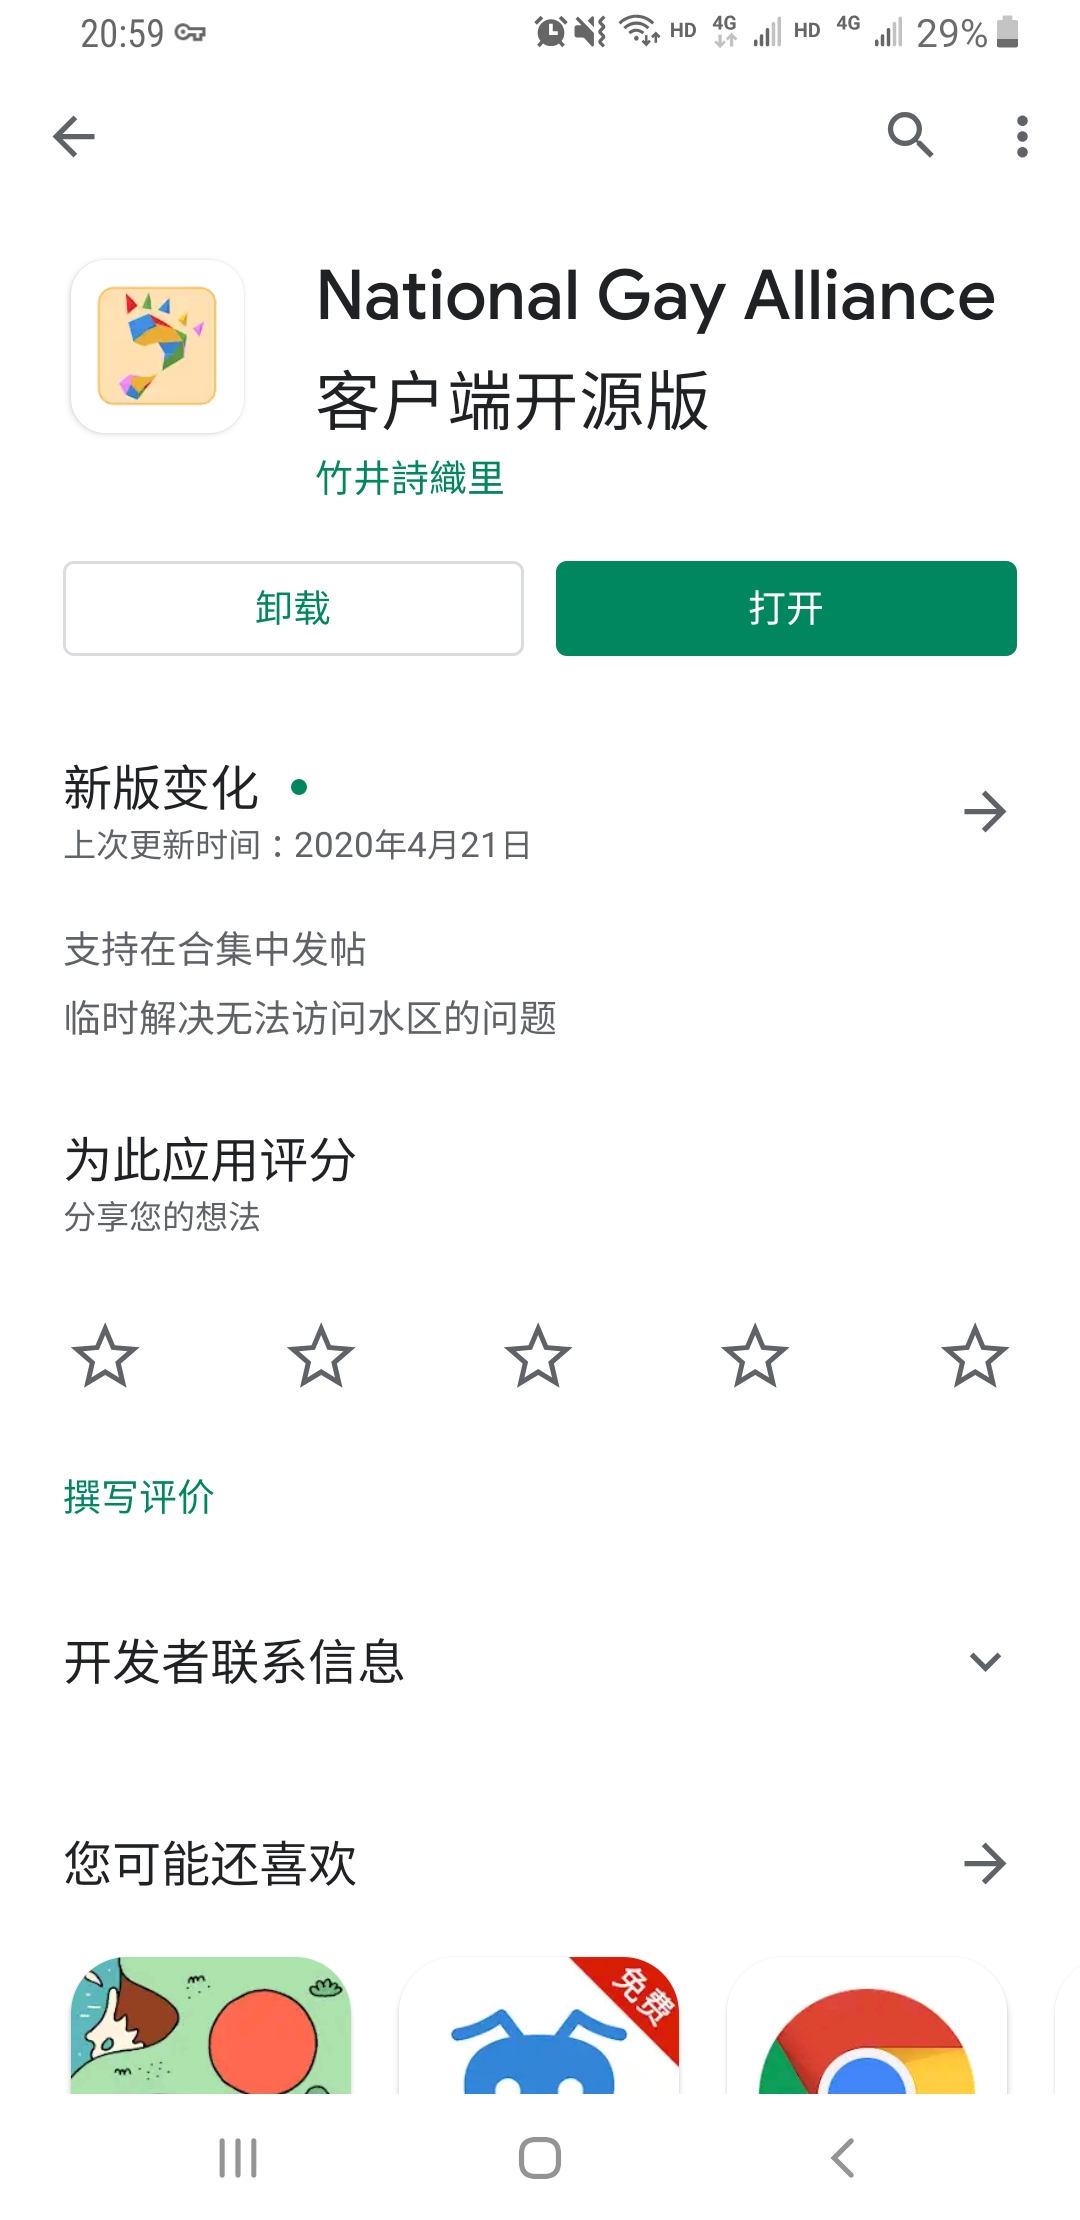 20:59
HD 4G HD 4G 29%
National Gay Alliance
客户端开源版
竹井詩織里
卸载
打开
新版变化
上次更新时间：2020年4月21日
支持在合集中发帖
临时解决无法访问水区的问题
为此应用评分
分享您的想法
撰写评价
开发者联系信息
您可能还喜欢
免费